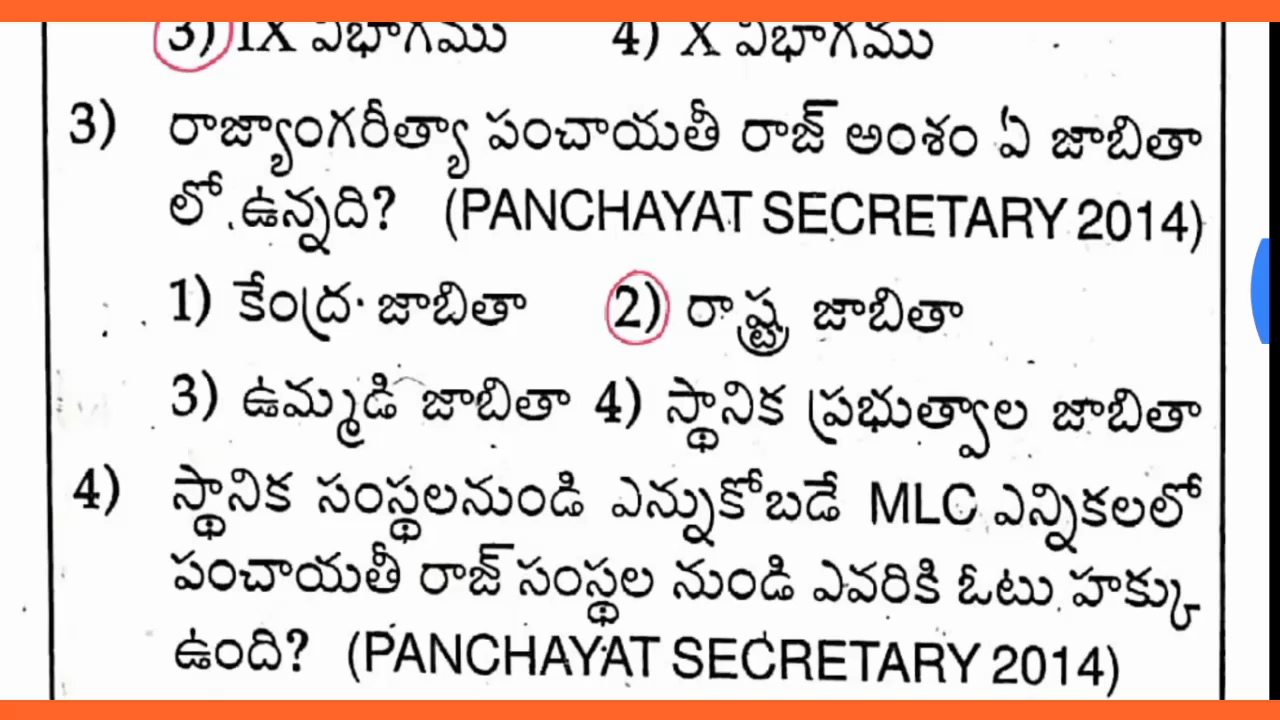 3) IX విభాగము 4) X విభాగము
3) రాజ్యాంగరీత్యా పంచాయతీ రాజ్ అంశం ఏ జాబితా
లో ఉన్నది? (PANCHAYAT SECRETARY 2014)
1) కేంద్ర జాబితా 2) రాష్ట్ర జాబితా
3) ఉమ్మడి జాబితా 4) స్థానిక ప్రభుత్వాల జాబితా
4) స్థానిక సంస్థలనుండి ఎన్నుకోబడే MLC ఎన్నికలలో
పంచాయతీ రాజ్ సంస్థల నుండి ఎవరికి ఓటు హక్కు
ఉంది? (PANCHAYAT SECRETARY 2014)